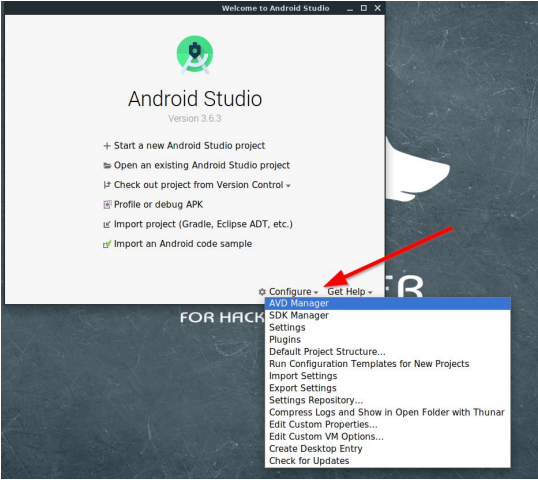 Welcome to Android Studio
Android Studio
Version 3.6.3
Start a new Android Studio project
Open an existing Android Studio project
Check out project from Version Control
Profile or debug APK
Import project (Gradle, Eclipse ADT, etc.)
Import an Android code sample
Configure Get Help
AVD Manager
SDK Manager
Settings
Plugins
Default Project Structure...
Run Configuration Templates for New Projects
Import Settings
Export Settings
Settings Repository...
Compress Logs and Show in Open Folder with Thunar
Edit Custom Properties...
Edit Custom VM Options...
Create Desktop Entry
Check for Updates
FOR HACK